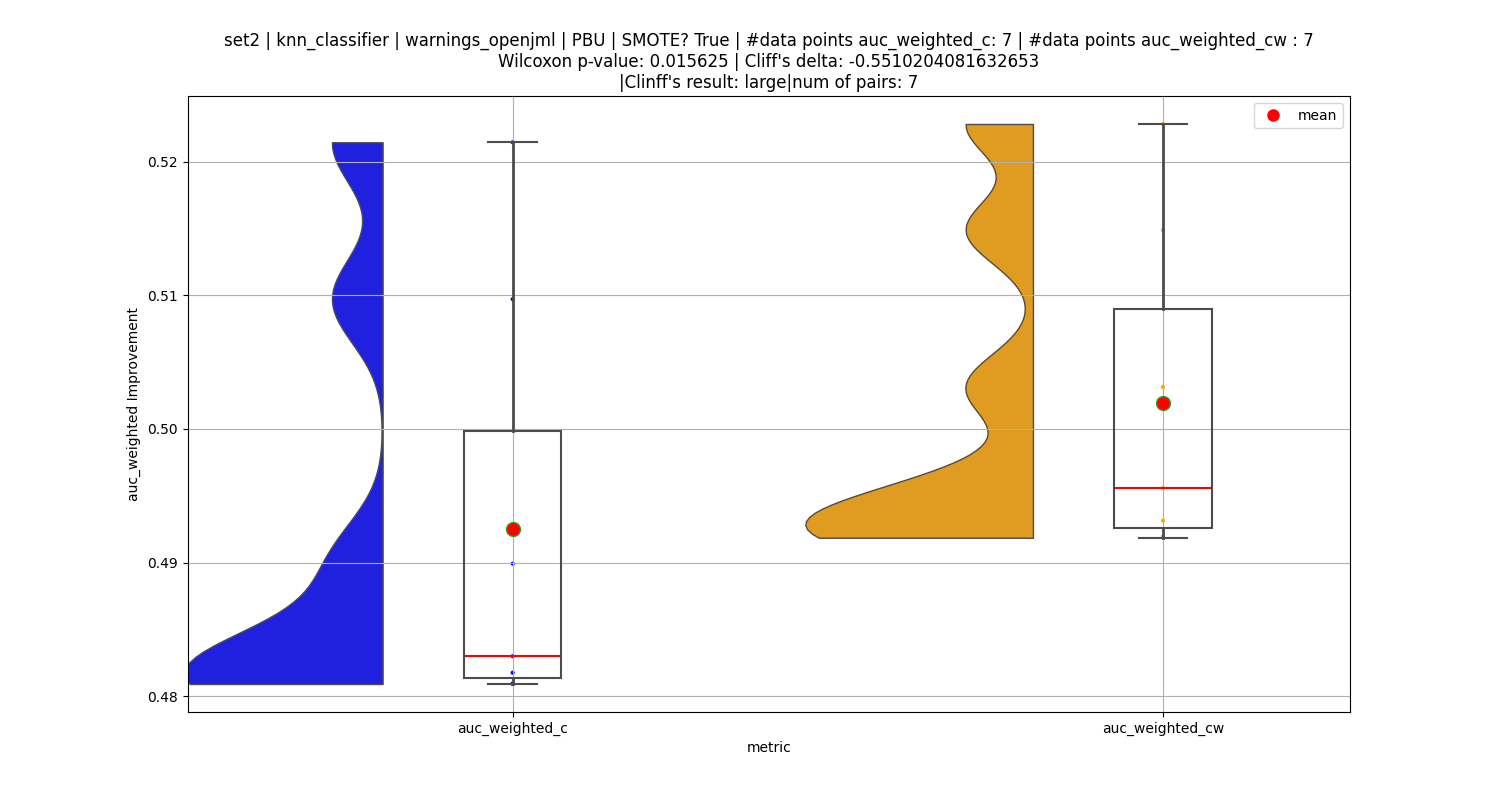 set2 | knn_classifier | warnings_openjml | PBU | SMOTE? True | #data points auc_weighted_c: 7 | #data points auc_weighted_cw : 7
Wilcoxon p-value: 0.015625 | Cliff's delta: -0.5510204081632653
|Clinff's result: large|num of pairs: 7
mean
0.52
0.51
0.50
0.49
0.48
auc_weighted Improvement
auc_weighted_c
auc_weighted_cw
metric